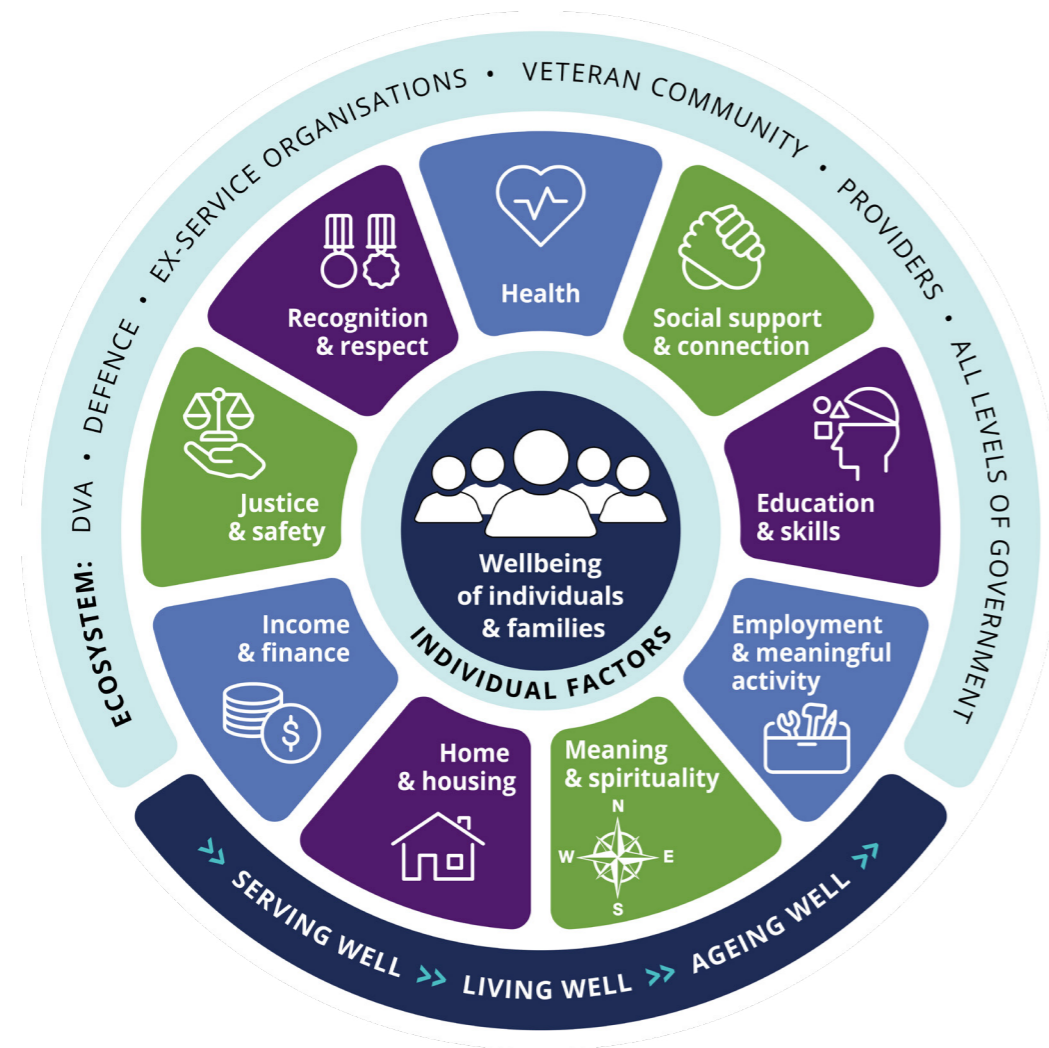 ECOSYSTEM: DVA • DEFENCE • EX-SERVICE ORGANISATIONS • VETERAN COMMUNITY • PROVIDERS • ALL LEVELS OF GOVERNMENT
Health
Social support
& connection
Education
& skills
Employment
& meaningful
activity
Meaning
& spirituality
N
W E
S
Home
& housing
Income
& finance
$
Justice
& safety
Recognition
& respect
Wellbeing
of individuals
& families
INDIVIDUAL FACTORS
>> SERVING WELL >> LIVING WELL >> AGEING WELL >>